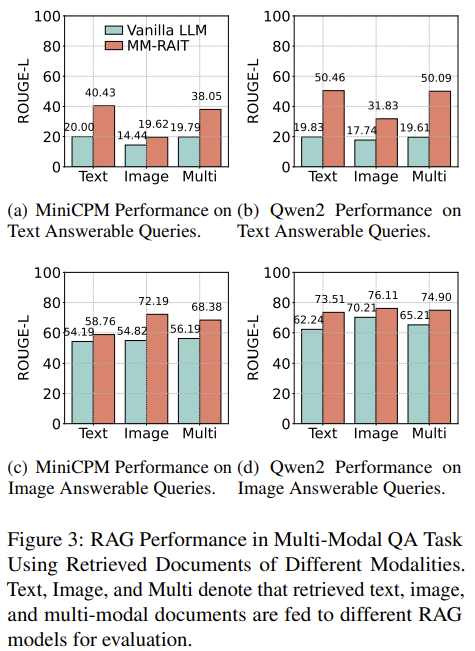 100
80
60
40
20
0
ROUGE-L
Vanilla LLM
MM-RAIT
20.00
40.43
14.44
19.62
19.79
38.05
Text Image Multi
100
80
60
40
20
0
ROUGE-L
19.83
50.46
17.74
31.83
19.61
50.09
Text Image Multi
(a) MiniCPM Performance on
Text Answerable Queries.
(b) Qwen2 Performance on
Text Answerable Queries.
100
80
60
40
20
0
ROUGE-L
54.19
58.76
54.82
72.19
56.19
68.38
Text Image Multi
100
80
60
40
20
0
ROUGE-L
62.24
73.51
70.21
76.11
65.21
74.90
Text Image Multi
(c) MiniCPM Performance on
Image Answerable Queries.
(d) Qwen2 Performance on
Image Answerable Queries.
Figure 3: RAG Performance in Multi-Modal QA Task
Using Retrieved Documents of Different Modalities.
Text, Image, and Multi denote that retrieved text, image,
and multi-modal documents are fed to different RAG
models for evaluation.